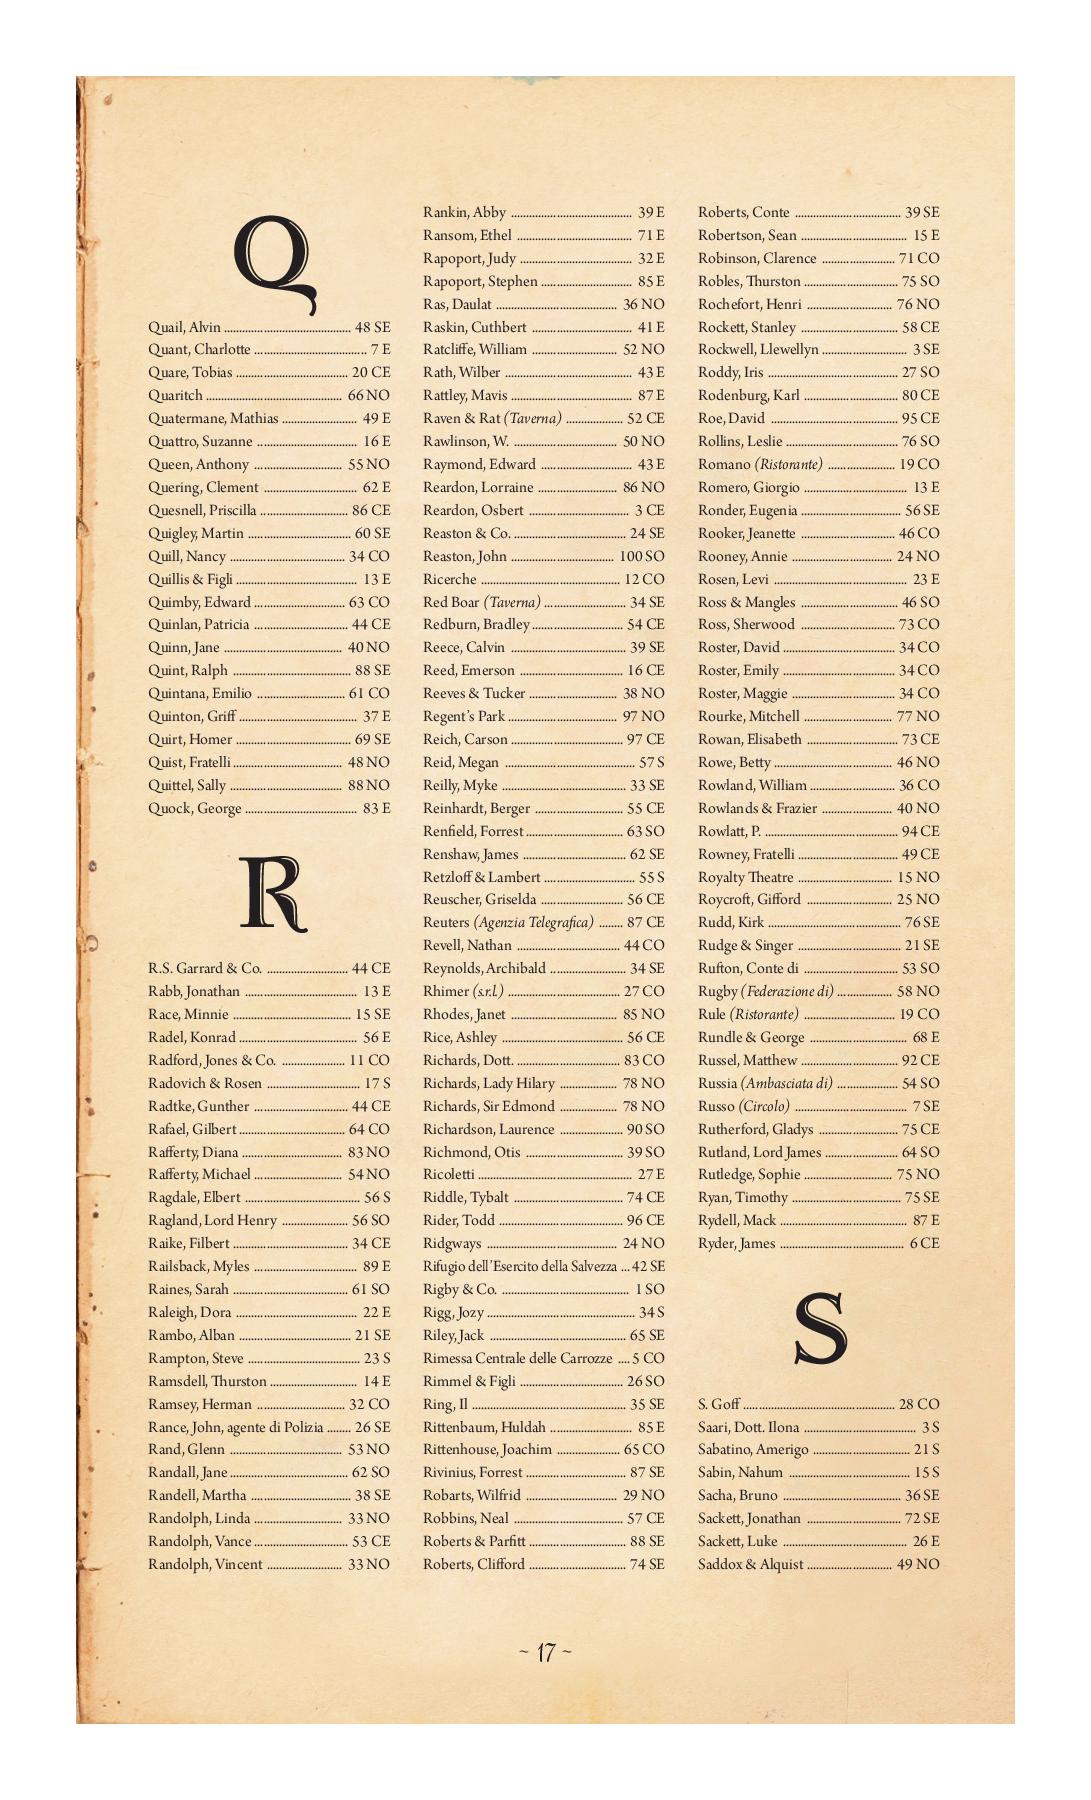 Q
Quail, Alvin ........ 48 SE
Quant, Charlotte ........ 7 E
Quare, Tobias ........ 20 CE
Quaritch ........ 66 NO
Quatermane, Mathias ........ 49 E
Quattro, Suzanne ........ 16 E
Queen, Anthony ........ 55 NO
Quering, Clement ........ 62 E
Quesnell, Priscilla ........ 86 CE
Quigley, Martin ........ 60 SE
Quill, Nancy ........ 34 CO
Quillis & Figli ........ 13 E
Quimby, Edward ........ 63 CO
Quinlan, Patricia ........ 44 CE
Quinn, Jane ........ 40 NO
Quint, Ralph ........ 88 SE
Quintana, Emilio ........ 61 CO
Quinton, Griff ........ 37 E
Quirt, Homer ........ 69 SE
Quist, Fratelli ........ 48 NO
Quittel, Sally ........ 88 NO
Quock, George ........ 83 E
R
R.S. Garrard & Co. ........ 44 CE
Rabb, Jonathan ........ 13 E
Race, Minnie ........ 15 SE
Radel, Konrad ........ 56 E
Radford, Jones & Co. ........ 11 CO
Radovich & Rosen ........ 17 S
Radtke, Gunther ........ 44 CE
Rafael, Gilbert ........ 64 CO
Rafferty, Diana ........ 83 NO
Rafferty, Michael ........ 54 NO
Ragdale, Elbert ........ 56 S
Ragland, Lord Henry ........ 56 SO
Raike, Filbert ........ 34 CE
Railsback, Myles ........ 89 E
Raines, Sarah ........ 61 SO
Raleigh, Dora ........ 22 E
Rambo, Alban ........ 21 SE
Rampton, Steve ........ 23 S
Ramsdell, Thurston ........ 14 E
Ramsey, Herman ........ 32 CO
Rance, John, agente di Polizia ........ 26 SE
Rand, Glenn ........ 53 NO
Randall, Jane ........ 62 SO
Randell, Martha ........ 38 SE
Randolph, Linda ........ 33 NO
Randolph, Vance ........ 53 CE
Randolph, Vincent ........ 33 NO
Rankin, Abby ........ 39 E
Ransom, Ethel ........ 71 E
Rapoport, Judy ........ 32 E
Rapoport, Stephen ........ 85 E
Ras, Daulat ........ 36 NO
Raskin, Cuthbert ........ 41 E
Ratcliffe, William ........ 52 NO
Rath, Wilber ........ 43 E
Rattley, Mavis ........ 87 E
Raven & Rat (Taverna) ........ 52 CE
Rawlinson, W. ........ 50 NO
Raymond, Edward ........ 43 E
Reardon, Lorraine ........ 86 NO
Reardon, Osbert ........ 3 CE
Reaston & Co. ........ 24 SE
Reaston, John ........ 100 SO
Ricerche ........ 12 CO
Red Boar (Taverna) ........ 34 SE
Redburn, Bradley ........ 54 CE
Reece, Calvin ........ 39 SE
Reed, Emerson ........ 16 CE
Reeves & Tucker ........ 38 NO
Regent's Park ........ 97 NO
Reich, Carson ........ 97 CE
Reid, Megan ........ 57 S
Reilly, Myke ........ 33 SE
Reinhardt, Berger ........ 55 CE
Renfield, Forrest ........ 63 SO
Renshaw, James ........ 62 SE
Retzloff & Lambert ........ 55 S
Reuscher, Griselda ........ 56 CE
Reuters (Agenzia Telegrafica) ........ 87 CE
Revell, Nathan ........ 44 CO
Reynolds, Archibald ........ 34 SE
Rhimer (s.r.l.) ........ 27 CO
Rhodes, Janet ........ 85 NO
Rice, Ashley ........ 56 CE
Richards, Dott. ........ 83 CO
Richards, Lady Hilary ........ 78 NO
Richards, Sir Edmond ........ 78 NO
Richardson, Laurence ........ 90 SO
Richmond, Otis ........ 39 SO
Ricoletti ........ 27 E
Riddle, Tybalt ........ 74 CE
Rider, Todd ........ 96 CE
Ridgways ........ 24 NO
Rifugio dell'Esercito della Salvezza ... 42 SE
Rigby & Co. ........ 1 SO
Rigg, Jozy ........ 34 S
Riley, Jack ........ 65 SE
Rimessa Centrale delle Carrozze .... 5 CO
Rimmel & Figli ........ 26 SO
Ring, Il ........ 35 SE
Rittenbaum, Huldah ........ 85 E
Rittenhouse, Joachim ........ 65 CO
Rivinius, Forrest ........ 87 SE
Robarts, Wilfrid ........ 29 NO
Robbins, Neal ........ 57 CE
Roberts & Parfitt ........ 88 SE
Roberts, Clifford ........ 74 SE
Roberts, Conte ........ 39 SE
Robertson, Sean ........ 15 E
Robinson, Clarence ........ 71 CO
Robles, Thurston ........ 75 SO
Rochefort, Henri ........ 76 NO
Rockett, Stanley ........ 58 CE
Rockwell, Llewellyn ........ 3 SE
Roddy, Iris ........ 27 SO
Rodenburg, Karl ........ 80 CE
Roe, David ........ 95 CE
Rollins, Leslie ........ 76 SO
Romano (Ristorante) ........ 19 CO
Romero, Giorgio ........ 13 E
Ronder, Eugenia ........ 56 SE
Rooker, Jeanette ........ 46 CO
Rooney, Annie ........ 24 NO
Rosen, Levi ........ 23 E
Ross & Mangles ........ 46 SO
Ross, Sherwood ........ 73 CO
Roster, David ........ 34 CO
Roster, Emily ........ 34 CO
Roster, Maggie ........ 34 CO
Rourke, Mitchell ........ 77 NO
Rowan, Elisabeth ........ 73 CE
Rowe, Betty ........ 46 NO
Rowland, William ........ 36 CO
Rowlands & Frazier ........ 40 NO
Rowlatt, P. ........ 94 CE
Rowney, Fratelli ........ 49 CE
Royalty Theatre ........ 15 NO
Roycroft, Gifford ........ 25 NO
Rudd, Kirk ........ 76 SE
Rudge & Singer ........ 21 SE
Rufton, Conte di ........ 53 SO
Rugby (Federazione di) ........ 58 NO
Rule (Ristorante) ........ 19 CO
Rundle & George ........ 68 E
Russel, Matthew ........ 92 CE
Russia (Ambasciata di) ........ 54 SO
Russo (Circolo) ........ 7 SE
Rutherford, Gladys ........ 75 CE
Rutland, Lord James ........ 64 SO
Rutledge, Sophie ........ 75 NO
Ryan, Timothy ........ 75 SE
Rydell, Mack ........ 87 E
Ryder, James ........ 6 CE
S
S. Goff ........ 28 CO
Saari, Dott. Ilona ........ 3 S
Sabatino, Amerigo ........ 21 S
Sabin, Nahum ........ 15 S
Sacha, Bruno ........ 36 SE
Sackett, Jonathan ........ 72 SE
Sackett, Luke ........ 26 E
Saddox & Alquist ........ 49 NO
~ 17 ~